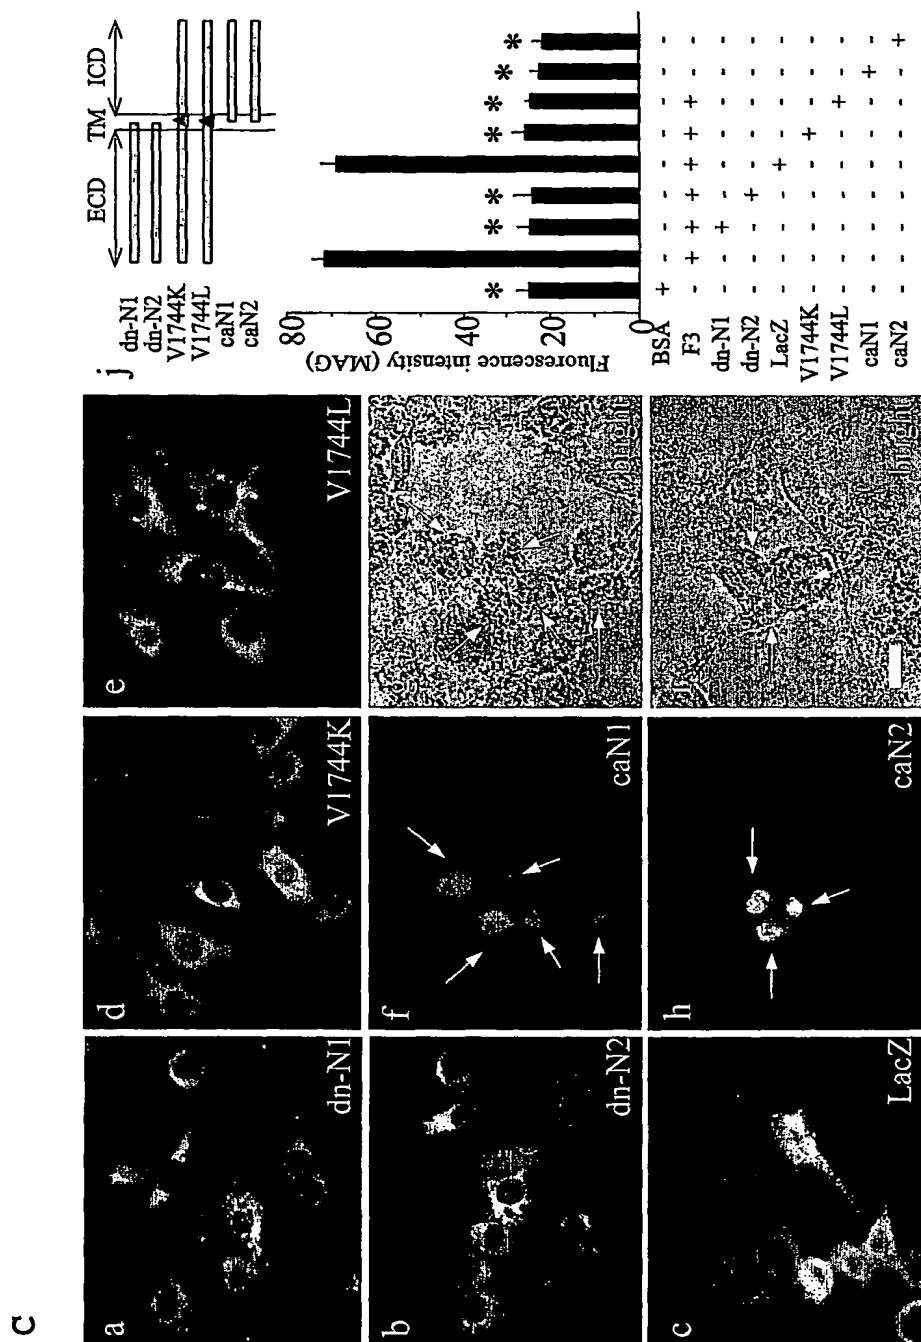 C
a
dn-N1
d
V1744K
e
V1744L
b
dn-N2
f
caN1
bright
c
LacZ
h
caN2
bright
j
ECD TM ICD
dn-N1
dn-N2
V1744K
V1744L
caN1
caN2
Fluorescence intensity (MAG)
80
60
40
20
0
* * * * * * *
BSA + - - - - - - - -
F3 - + + + + + + - -
dn-N1 - - + - - - - - -
dn-N2 - - - + - - - - -
LacZ - - - - + - - - -
V1744K - - - - - + - - -
V1744L - - - - - - + - -
caN1 - - - - - - - + -
caN2 - - - - - - - - +